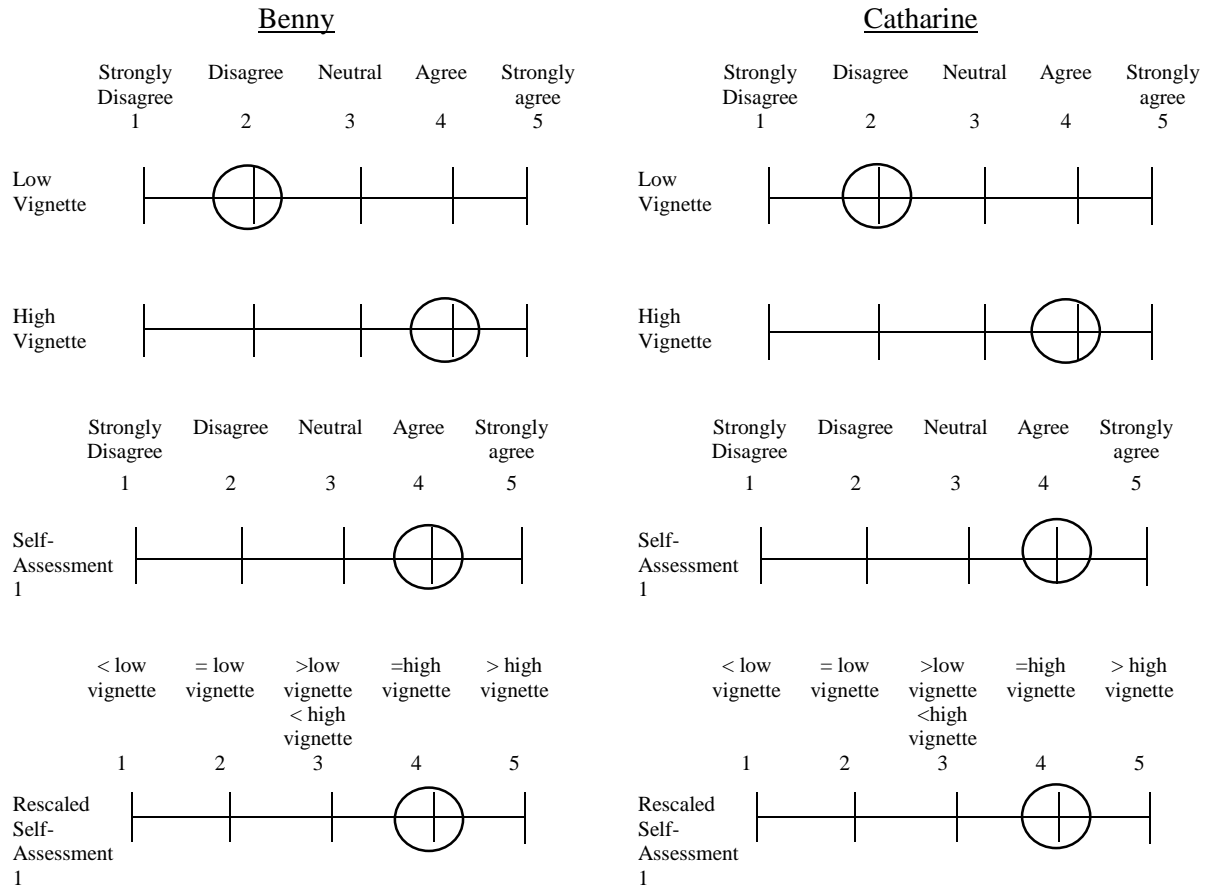 Benny
Strongly Disagree Neutral Agree Strongly
Disagree agree
1 2 3 4 5
Low
Vignette
High
Vignette
Strongly Disagree Neutral Agree Strongly
Disagree agree
1 2 3 4 5
Self-
Assessment
1
< low = low >low =high > high
vignette vignette vignette vignette vignette
< high
vignette
1 2 3 4 5
Rescaled
Self-
Assessment
1
Catharine
Strongly Disagree Neutral Agree Strongly
Disagree agree
1 2 3 4 5
Low
Vignette
High
Vignette
Strongly Disagree Neutral Agree Strongly
Disagree agree
1 2 3 4 5
Self-
Assessment
1
< low = low >low =high > high
vignette vignette vignette vignette vignette
<high
vignette
1 2 3 4 5
Rescaled
Self-
Assessment
1